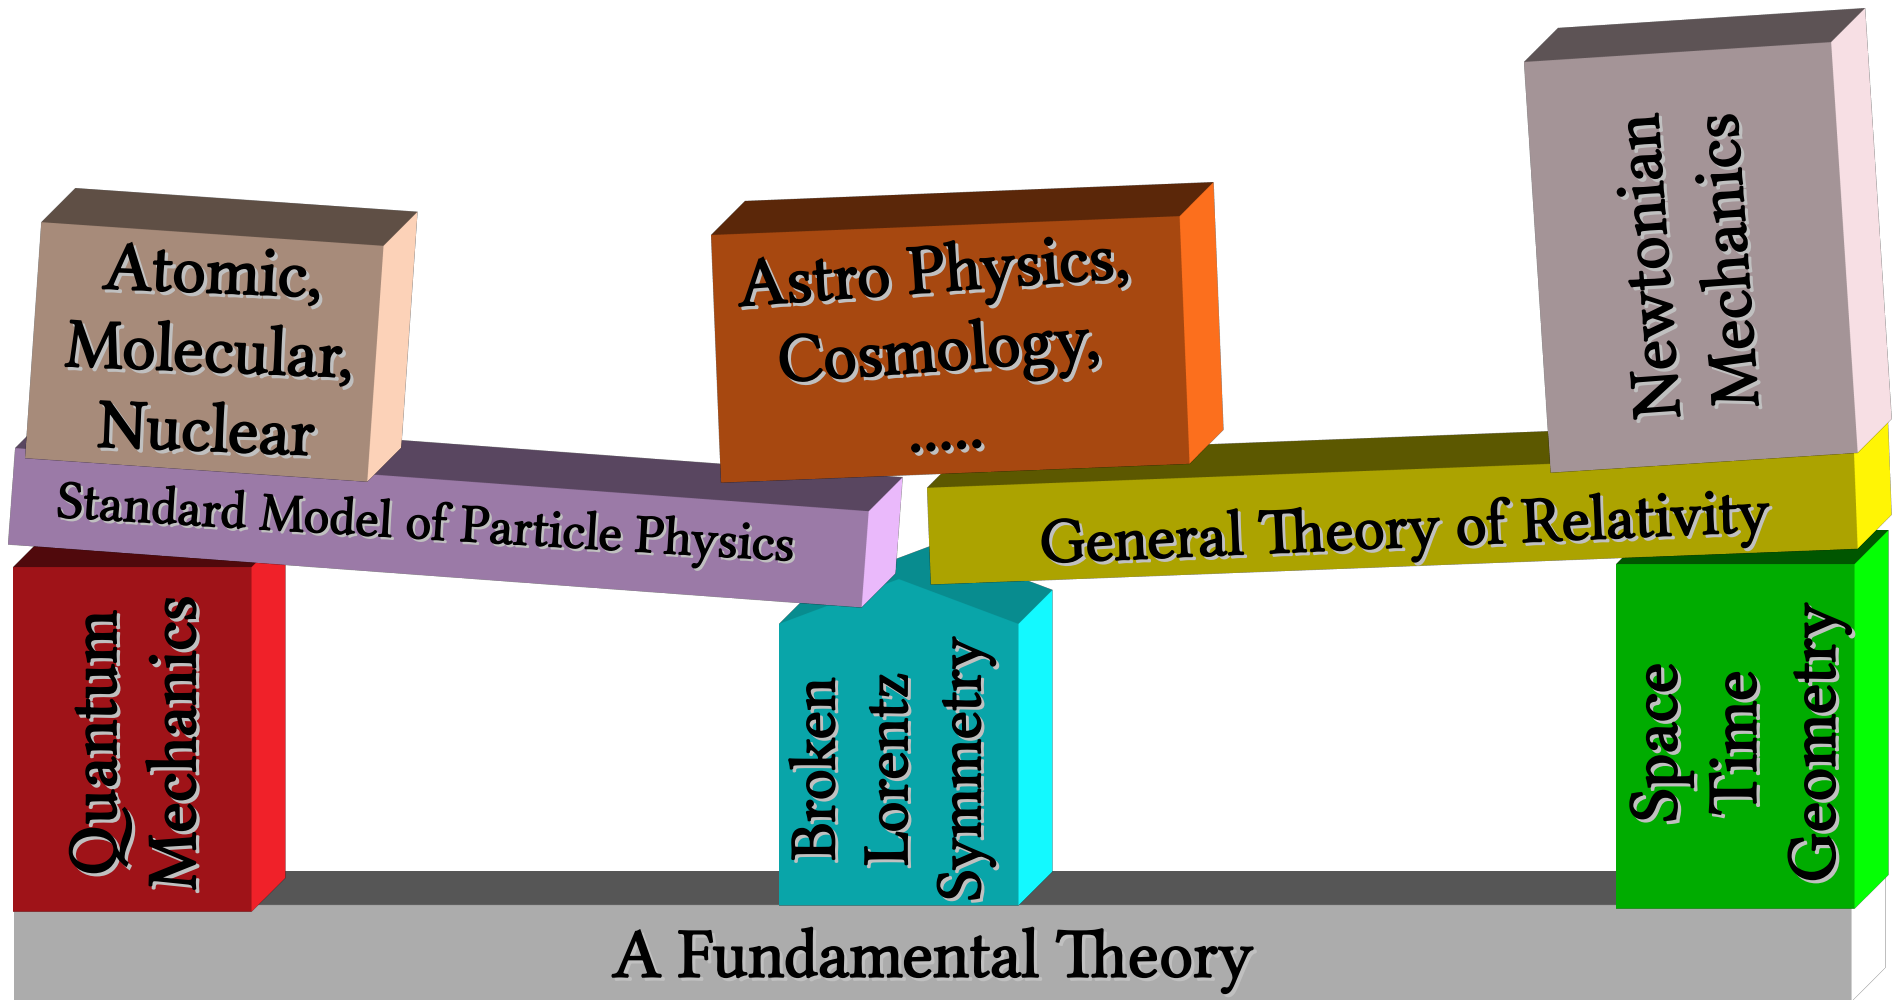 Atomic,
Molecular,
Nuclear
Astro Physics,
Cosmology,
.....
Newtonian
Mechanics
Standard Model of Particle Physics
General Theory of Relativity
Quantum
Mechanics
Broken
Lorentz
Symmetry
Space
Time
Geometry
A Fundamental Theory